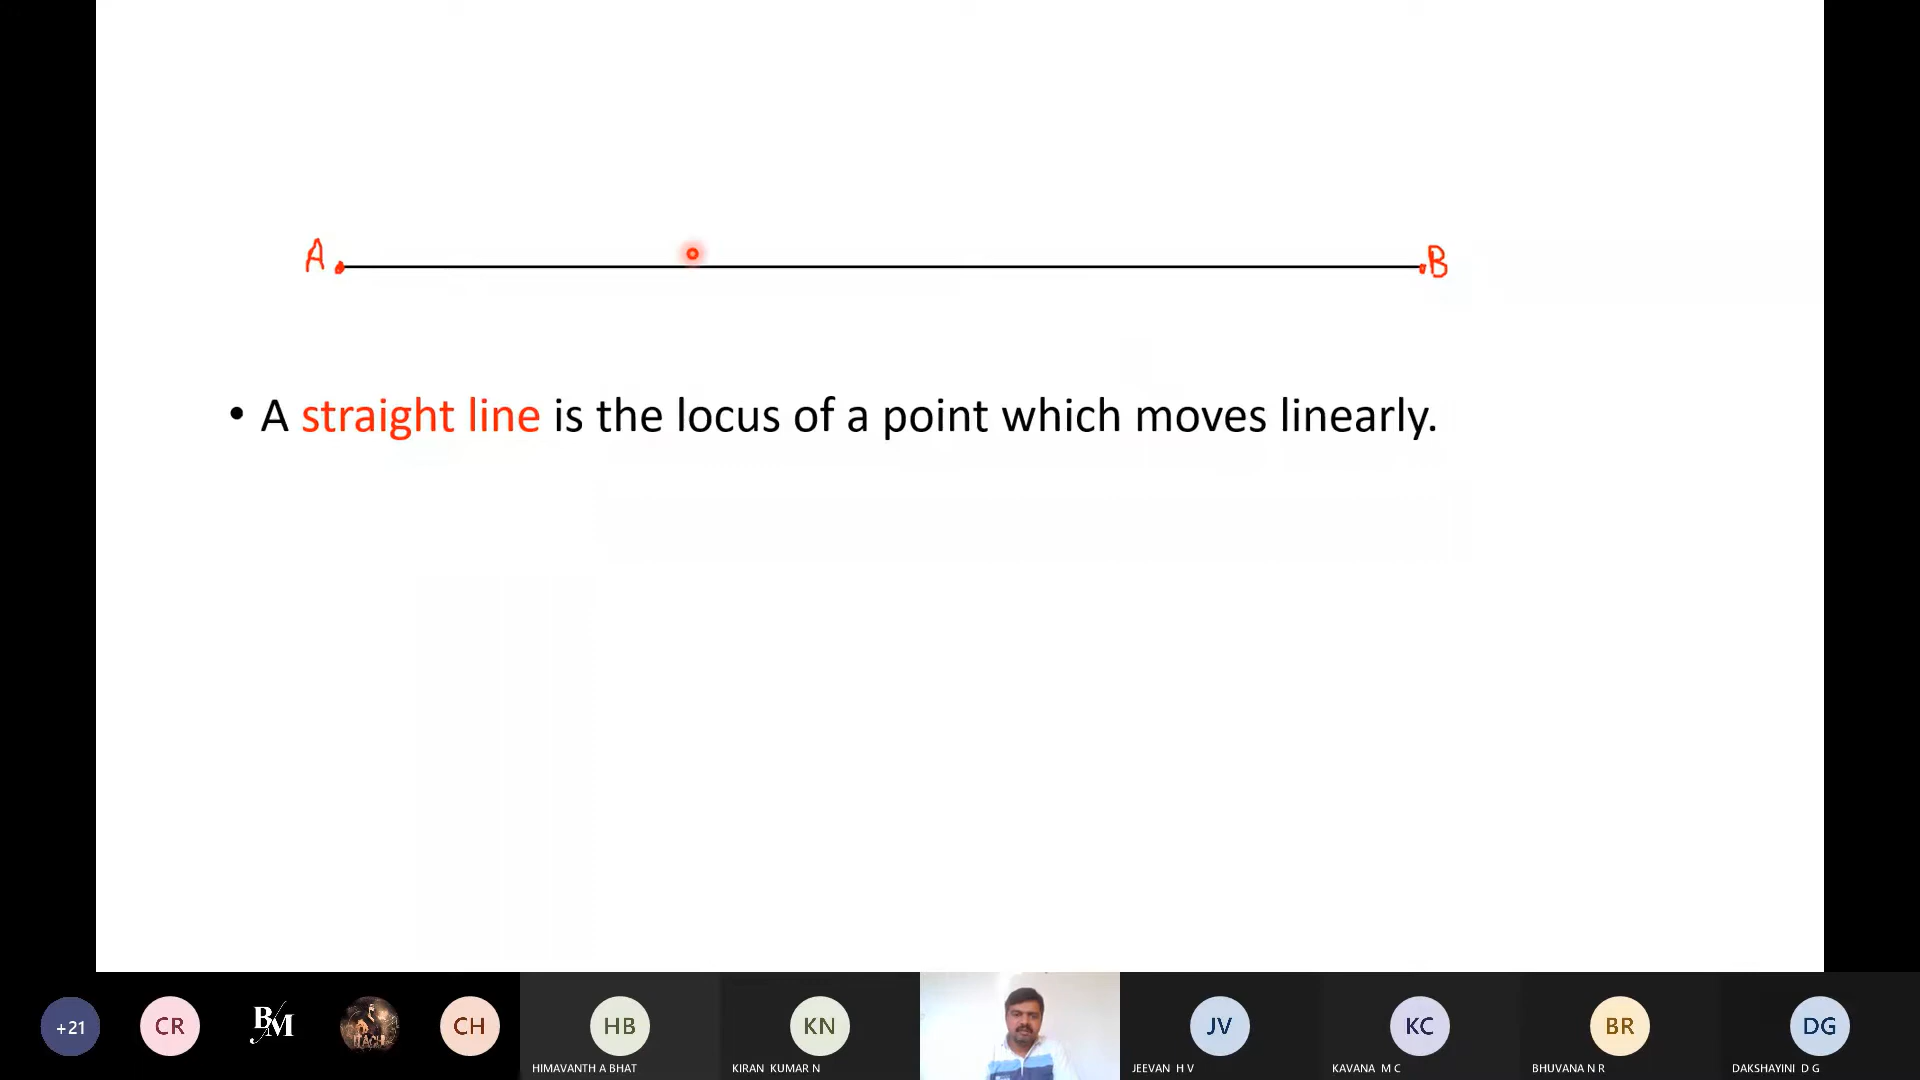 A
B
• A straight line is the locus of a point which moves linearly.
+21
CR
BM
CH
HB
KN
JV
KC
BR
DG
HIMAVANTH A BHAT
KIRAN KUMAR N
JEEVAN H V
KAVANA M C
BHUVANA N R
DAKSHAYINI D G